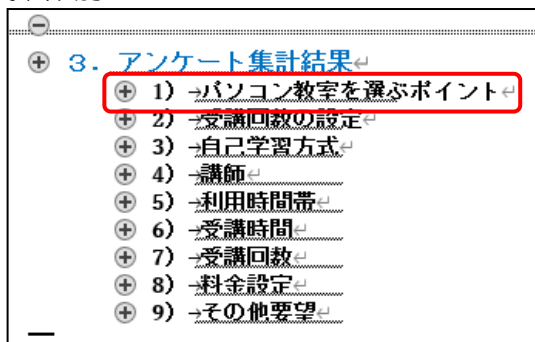 3. アンケート集計結果
1) パソコン教室を選ぶポイント
2) 受講回数の設定
3) 自己学習方式
4) 講師
5) 利用時間帯
6) 受講時間
7) 受講回数
8) 料金設定
9) その他要望